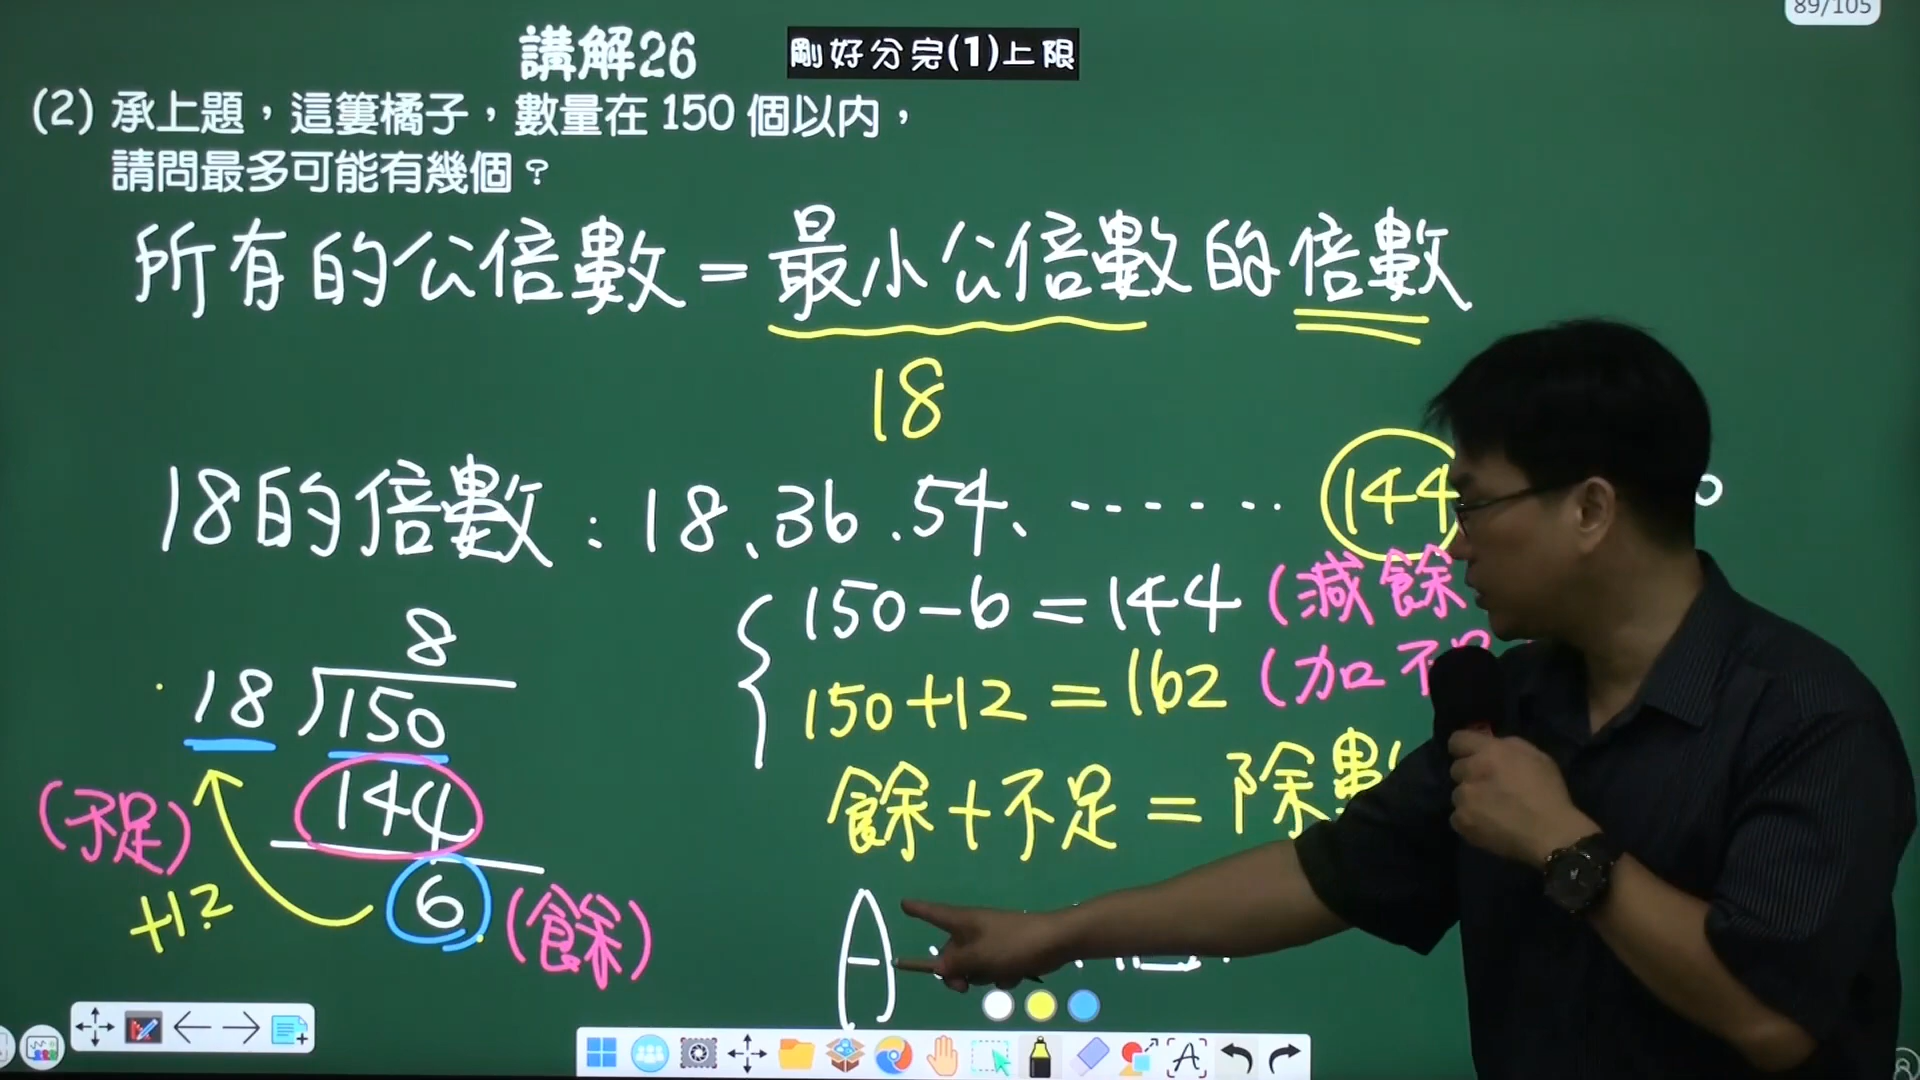 89/105
講解26 剛好分完(1)上限
(2) 承上題，這簍橘子，數量在 150 個以內，
請問最多可能有幾個？
所有的公倍數 = 最小公倍數的倍數
18
18的倍數 : 18、36、54、…… 144
150-6=144 (減餘
150+12=162 (加不
餘+不足=除數
8
18 150
144
6
(不足)
+12
(餘)
A